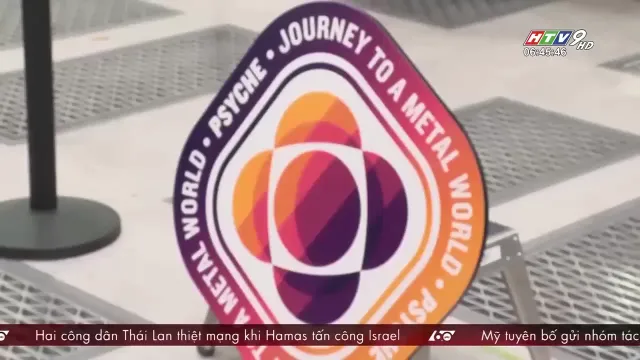 HTV9 HD
06:45:46
PSYCHE • JOURNEY TO A METAL WORLD • PSYCHE
A METAL WORLD
Hai công dân Thái Lan thiệt mạng khi Hamas tấn công Israel
Mỹ tuyên bố gửi nhóm tác